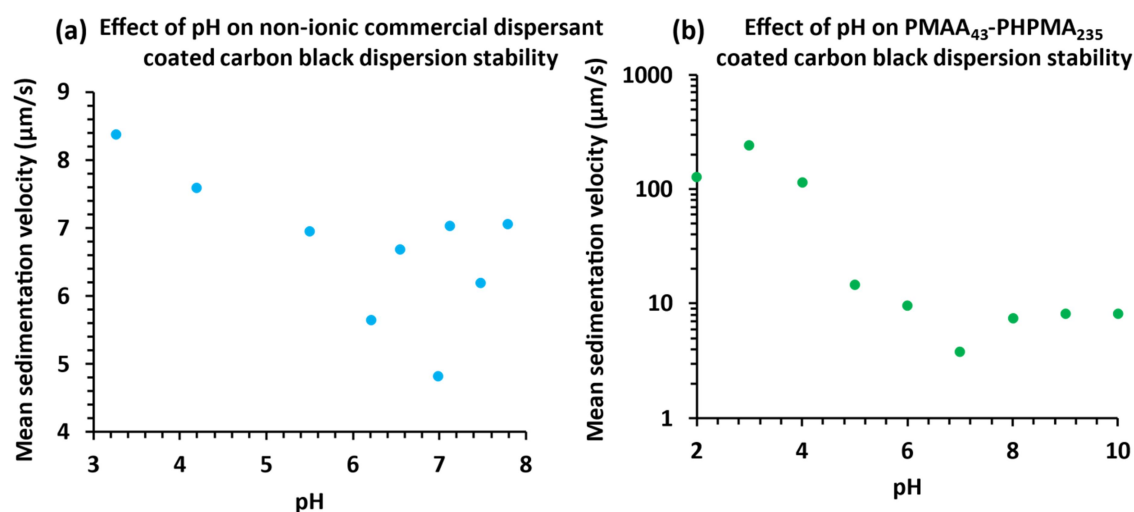 (a) Effect of pH on non-ionic commercial dispersant
coated carbon black dispersion stability
9
8
7
6
5
4
Mean sedimentation velocity (μm/s)
3 4 5 6 7 8
pH
(b) Effect of pH on PMAA₄₃-PHPMA₂₃₅
coated carbon black dispersion stability
1000
100
10
1
Mean sedimentation velocity (μm/s)
2 4 6 8 10
pH